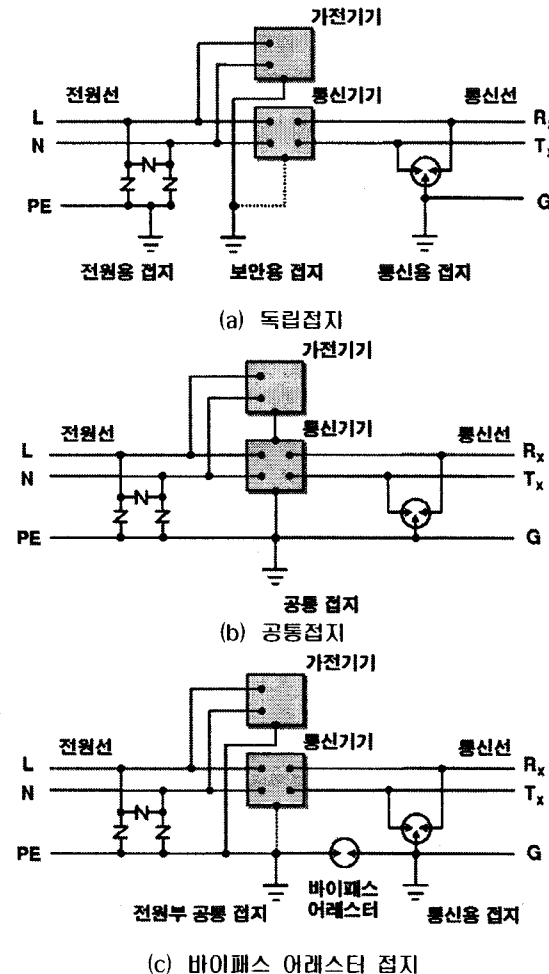 가전기기
전원선 통신기기 통신선
L R
N Tx
PE G
전원용 접지 보안용 접지 통신용 접지
(a) 독립접지
가전기기
전원선 통신기기 통신선
L Rx
N Tx
PE G
공통 접지
(b) 공통접지
가전기기
전원선 통신기기 통신선
L Rx
N Tx
PE G
전원부 공통 접지 바이패스 어레스터 통신용 접지
(c) 바이패스 어레스터 접지